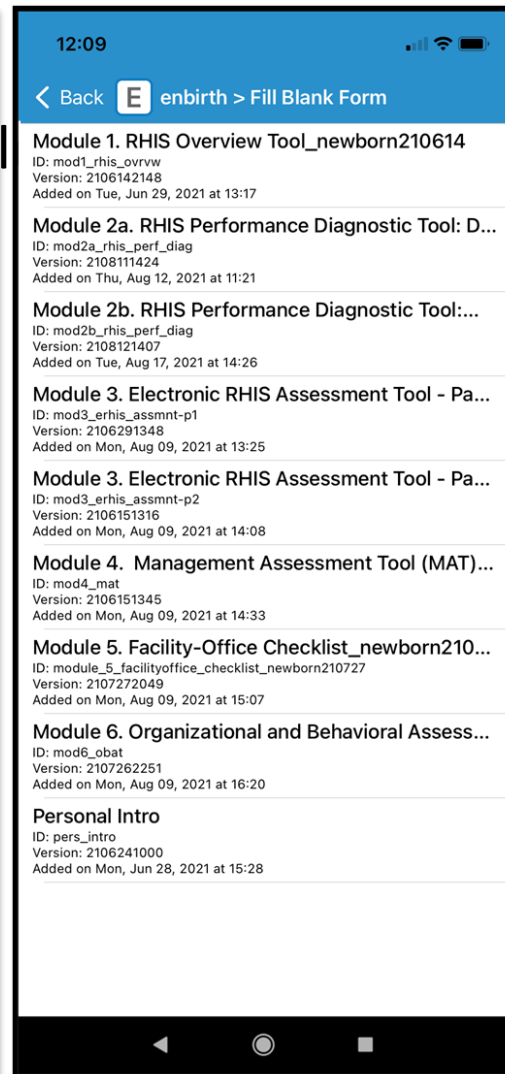 12:09
Back E enbirth > Fill Blank Form
Module 1. RHIS Overview Tool_newborn210614
ID: mod1_rhis_ovrvw
Version: 2106142148
Added on Tue, Jun 29, 2021 at 13:17
Module 2a. RHIS Performance Diagnostic Tool: D...
ID: mod2a_rhis_perf_diag
Version: 2108111424
Added on Thu, Aug 12, 2021 at 11:21
Module 2b. RHIS Performance Diagnostic Tool:...
ID: mod2b_rhis_perf_diag
Version: 2108121407
Added on Tue, Aug 17, 2021 at 14:26
Module 3. Electronic RHIS Assessment Tool - Pa...
ID: mod3_erhis_assmnt-p1
Version: 2106291348
Added on Mon, Aug 09, 2021 at 13:25
Module 3. Electronic RHIS Assessment Tool - Pa...
ID: mod3_erhis_assmnt-p2
Version: 2106151316
Added on Mon, Aug 09, 2021 at 14:08
Module 4.  Management Assessment Tool (MAT)...
ID: mod4_mat
Version: 2106151345
Added on Mon, Aug 09, 2021 at 14:33
Module 5. Facility-Office Checklist_newborn210...
ID: module_5_facilityoffice_checklist_newborn210727
Version: 2107272049
Added on Mon, Aug 09, 2021 at 15:07
Module 6. Organizational and Behavioral Assess...
ID: mod6_obat
Version: 2107262251
Added on Mon, Aug 09, 2021 at 16:20
Personal Intro
ID: pers_intro
Version: 2106241000
Added on Mon, Jun 28, 2021 at 15:28